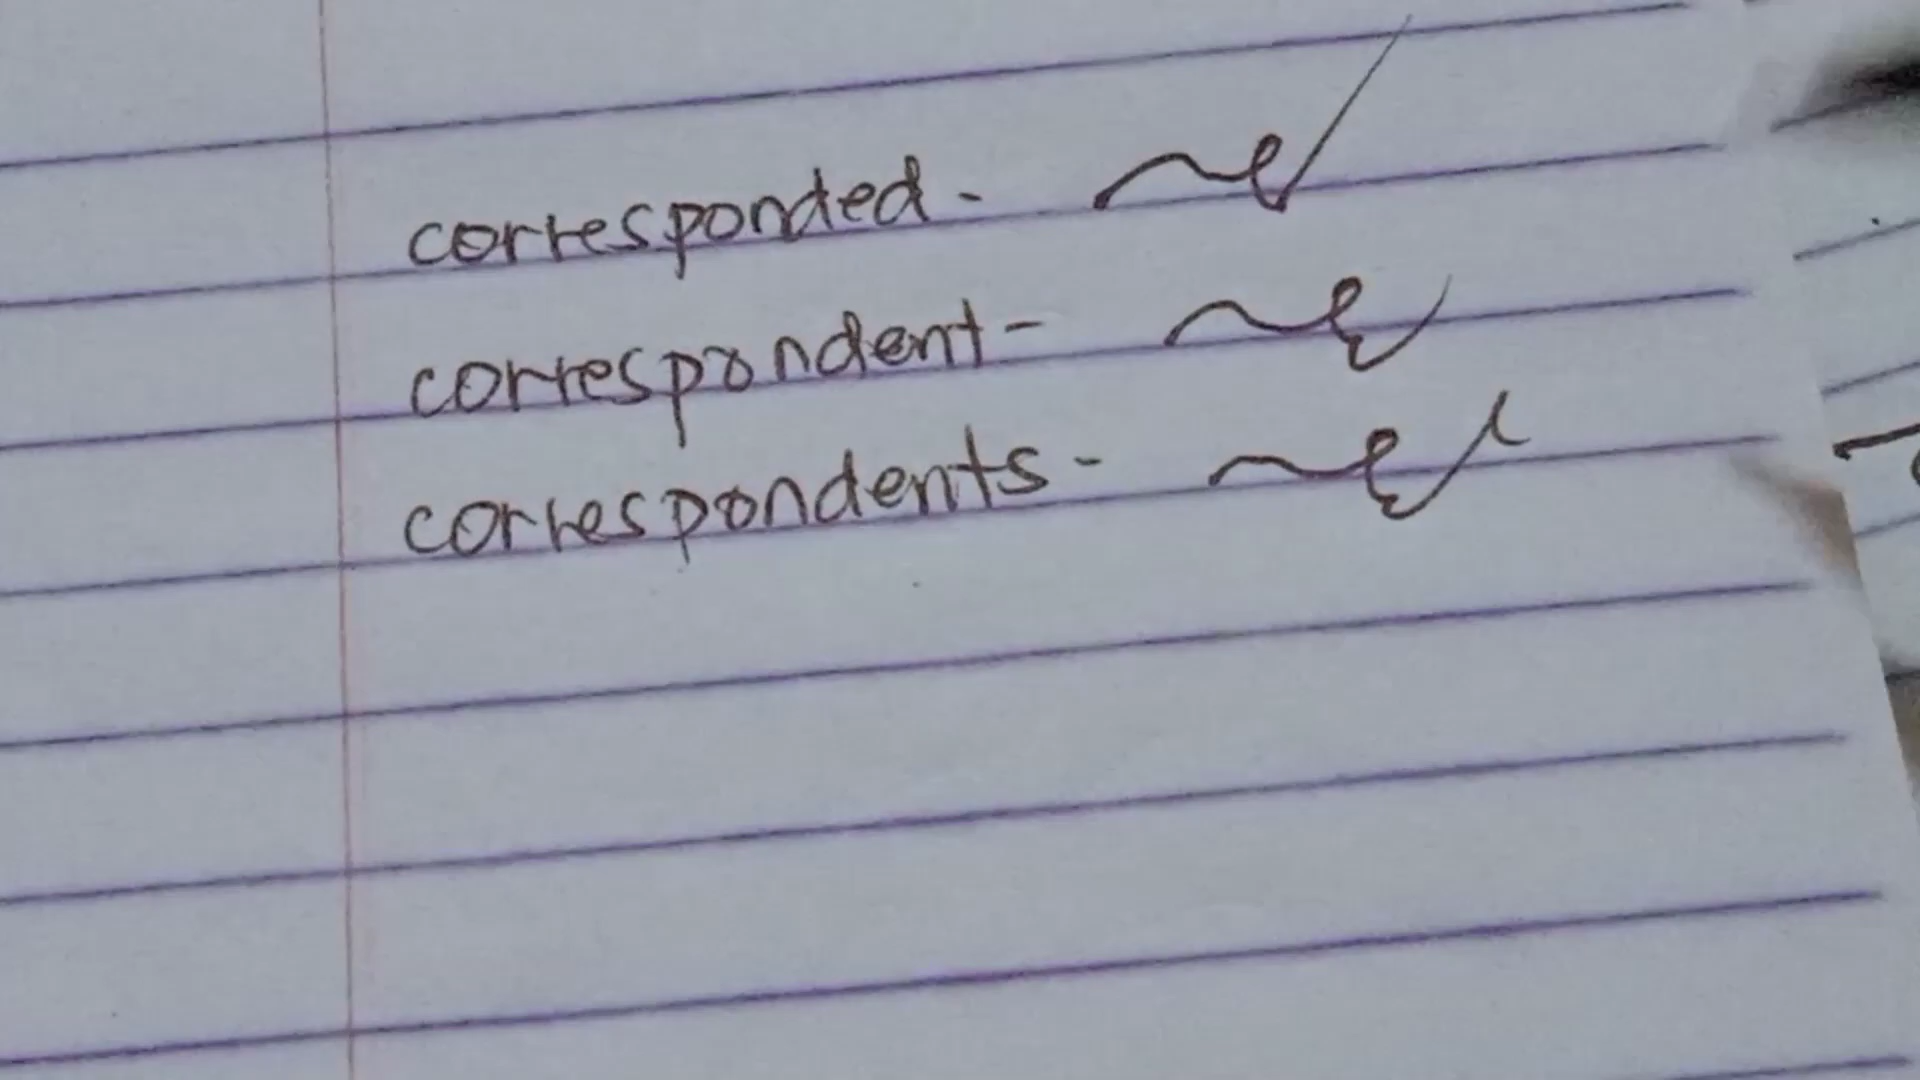 corresponded -
correspondent -
correspondents -